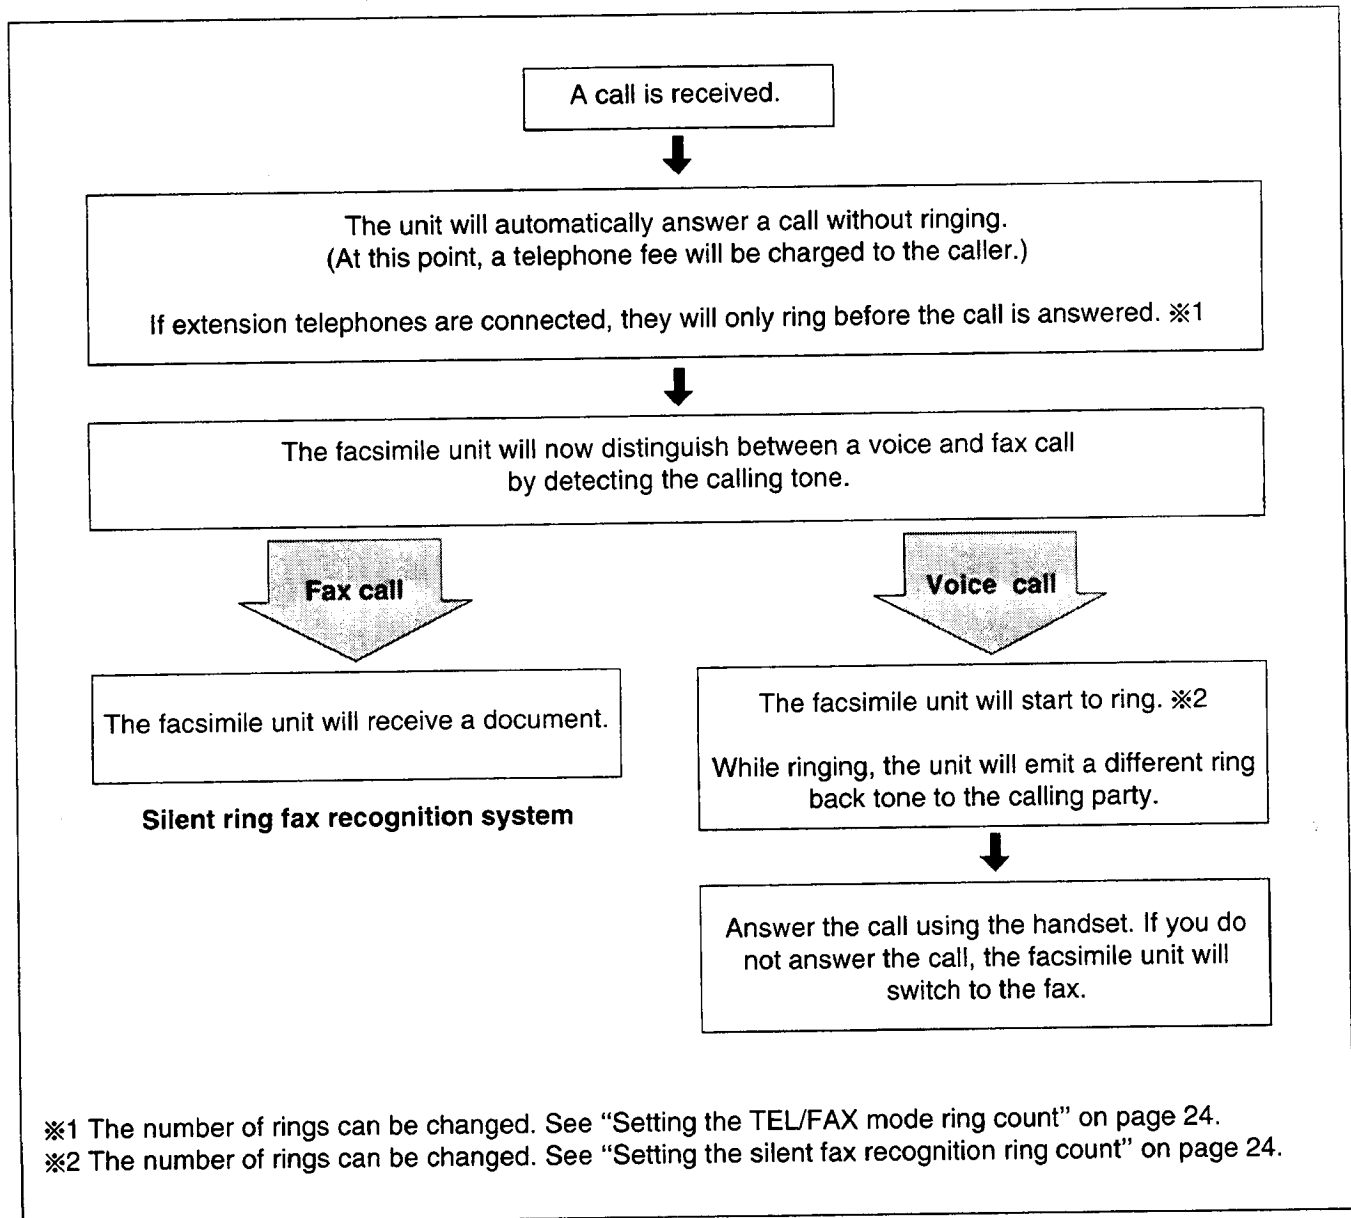 A call is received.
The unit will automatically answer a call without ringing.
(At this point, a telephone fee will be charged to the caller.)
If extension telephones are connected, they will only ring before the call is answered. ※1
The facsimile unit will now distinguish between a voice and fax call
by detecting the calling tone.
Fax call
Voice call
The facsimile unit will receive a document.
Silent ring fax recognition system
The facsimile unit will start to ring. ※2
While ringing, the unit will emit a different ring
back tone to the calling party.
Answer the call using the handset. If you do
not answer the call, the facsimile unit will
switch to the fax.
※1 The number of rings can be changed. See “Setting the TEL/FAX mode ring count” on page 24.
※2 The number of rings can be changed. See “Setting the silent fax recognition ring count” on page 24.